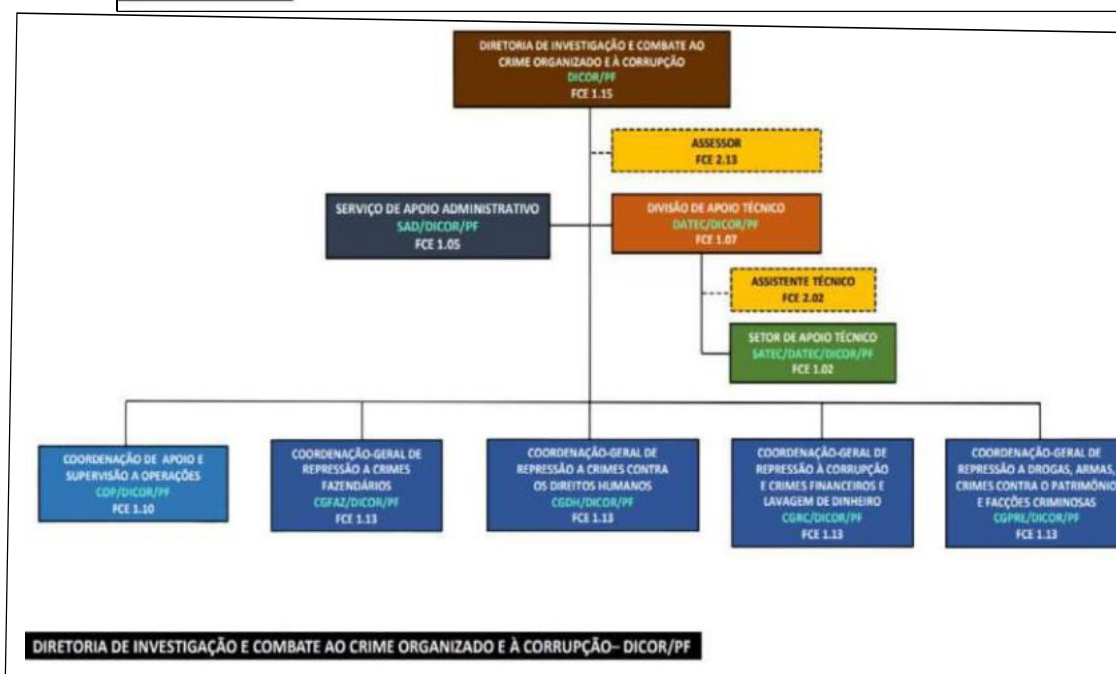 DIRETORIA DE INVESTIGAÇÃO E COMBATE AO
CRIME ORGANIZADO E À CORRUPÇÃO
DICOR/PF
FCE 1.15
ASSESSOR
FCE 2.13
SERVIÇO DE APOIO ADMINISTRATIVO
SAD/DICOR/PF
FCE 1.05
DIVISÃO DE APOIO TÉCNICO
DATEC/DICOR/PF
FCE 1.07
ASSISTENTE TÉCNICO
FCE 2.02
SETOR DE APOIO TÉCNICO
SATEC/DATEC/DICOR/PF
FCE 1.02
COORDENAÇÃO DE APOIO E
SUPERVISÃO A OPERAÇÕES
COP/DICOR/PF
FCE 1.10
COORDENAÇÃO-GERAL DE
REPRESSÃO A CRIMES
FAZENDÁRIOS
CGFAZ/DICOR/PF
FCE 1.13
COORDENAÇÃO-GERAL DE
REPRESSÃO A CRIMES CONTRA
OS DIREITOS HUMANOS
CGDH/DICOR/PF
FCE 1.13
COORDENAÇÃO-GERAL DE
REPRESSÃO À CORRUPÇÃO
E CRIMES FINANCEIROS E
LAVAGEM DE DINHEIRO
CGRC/DICOR/PF
FCE 1.13
COORDENAÇÃO-GERAL DE
REPRESSÃO A DROGAS, ARMAS,
CRIMES CONTRA O PATRIMÔNIO
E FACÇÕES CRIMINOSAS
CGPRE/DICOR/PF
FCE 1.13
DIRETORIA DE INVESTIGAÇÃO E COMBATE AO CRIME ORGANIZADO E À CORRUPÇÃO– DICOR/PF